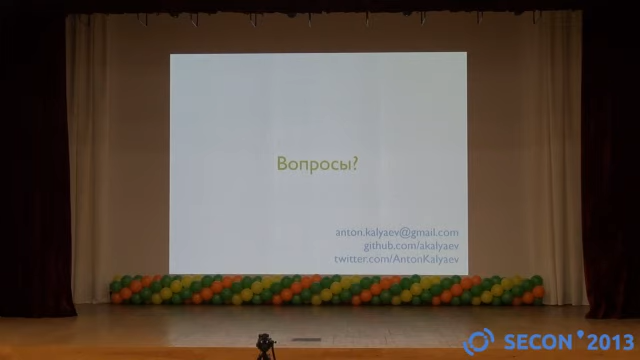 Вопросы?
anton.kalyaev@gmail.com
github.com/akalyaev
twitter.com/AntonKalyaev
SECON'2013